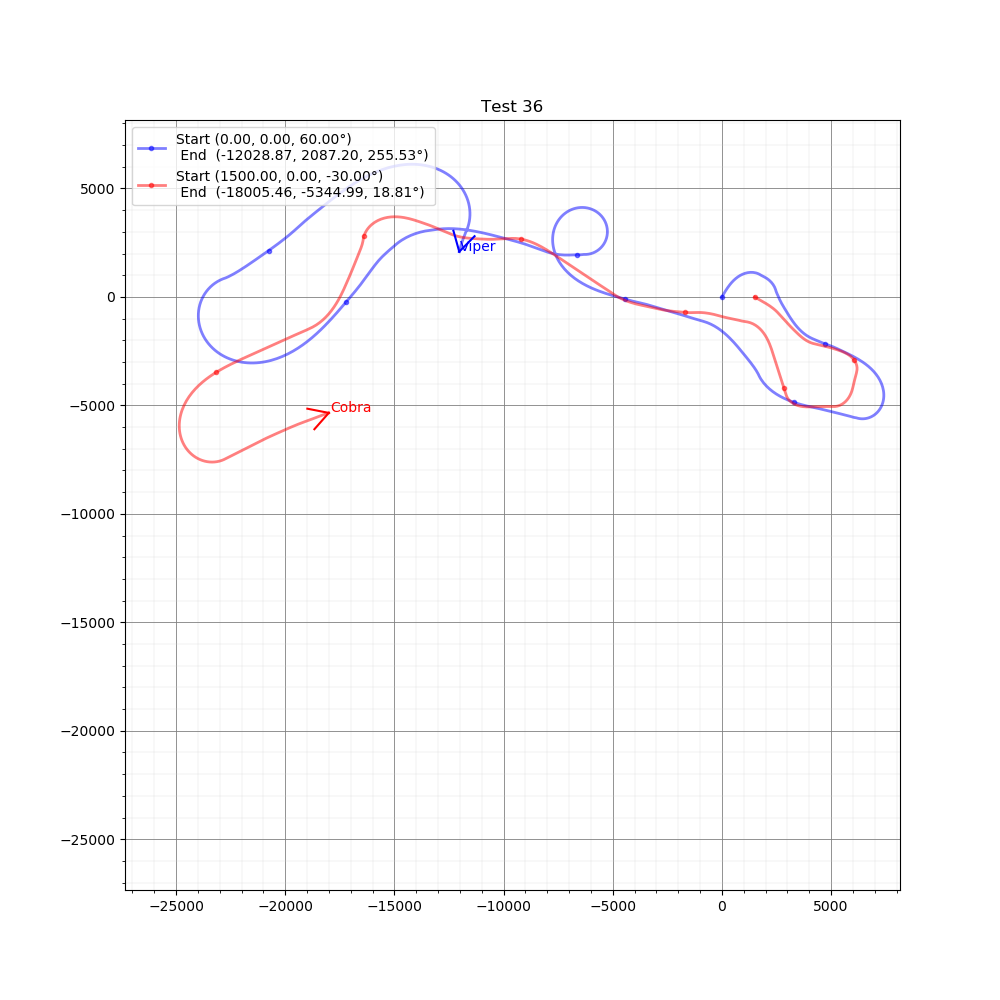 Test 36
Start (0.00, 0.00, 60.00°)
End (-12028.87, 2087.20, 255.53°)
Start (1500.00, 0.00, -30.00°)
End (-18005.46, -5344.99, 18.81°)
5000
0
−5000
−10000
−15000
−20000
−25000
Viper
Cobra
−25000 −20000 −15000 −10000 −5000 0 5000